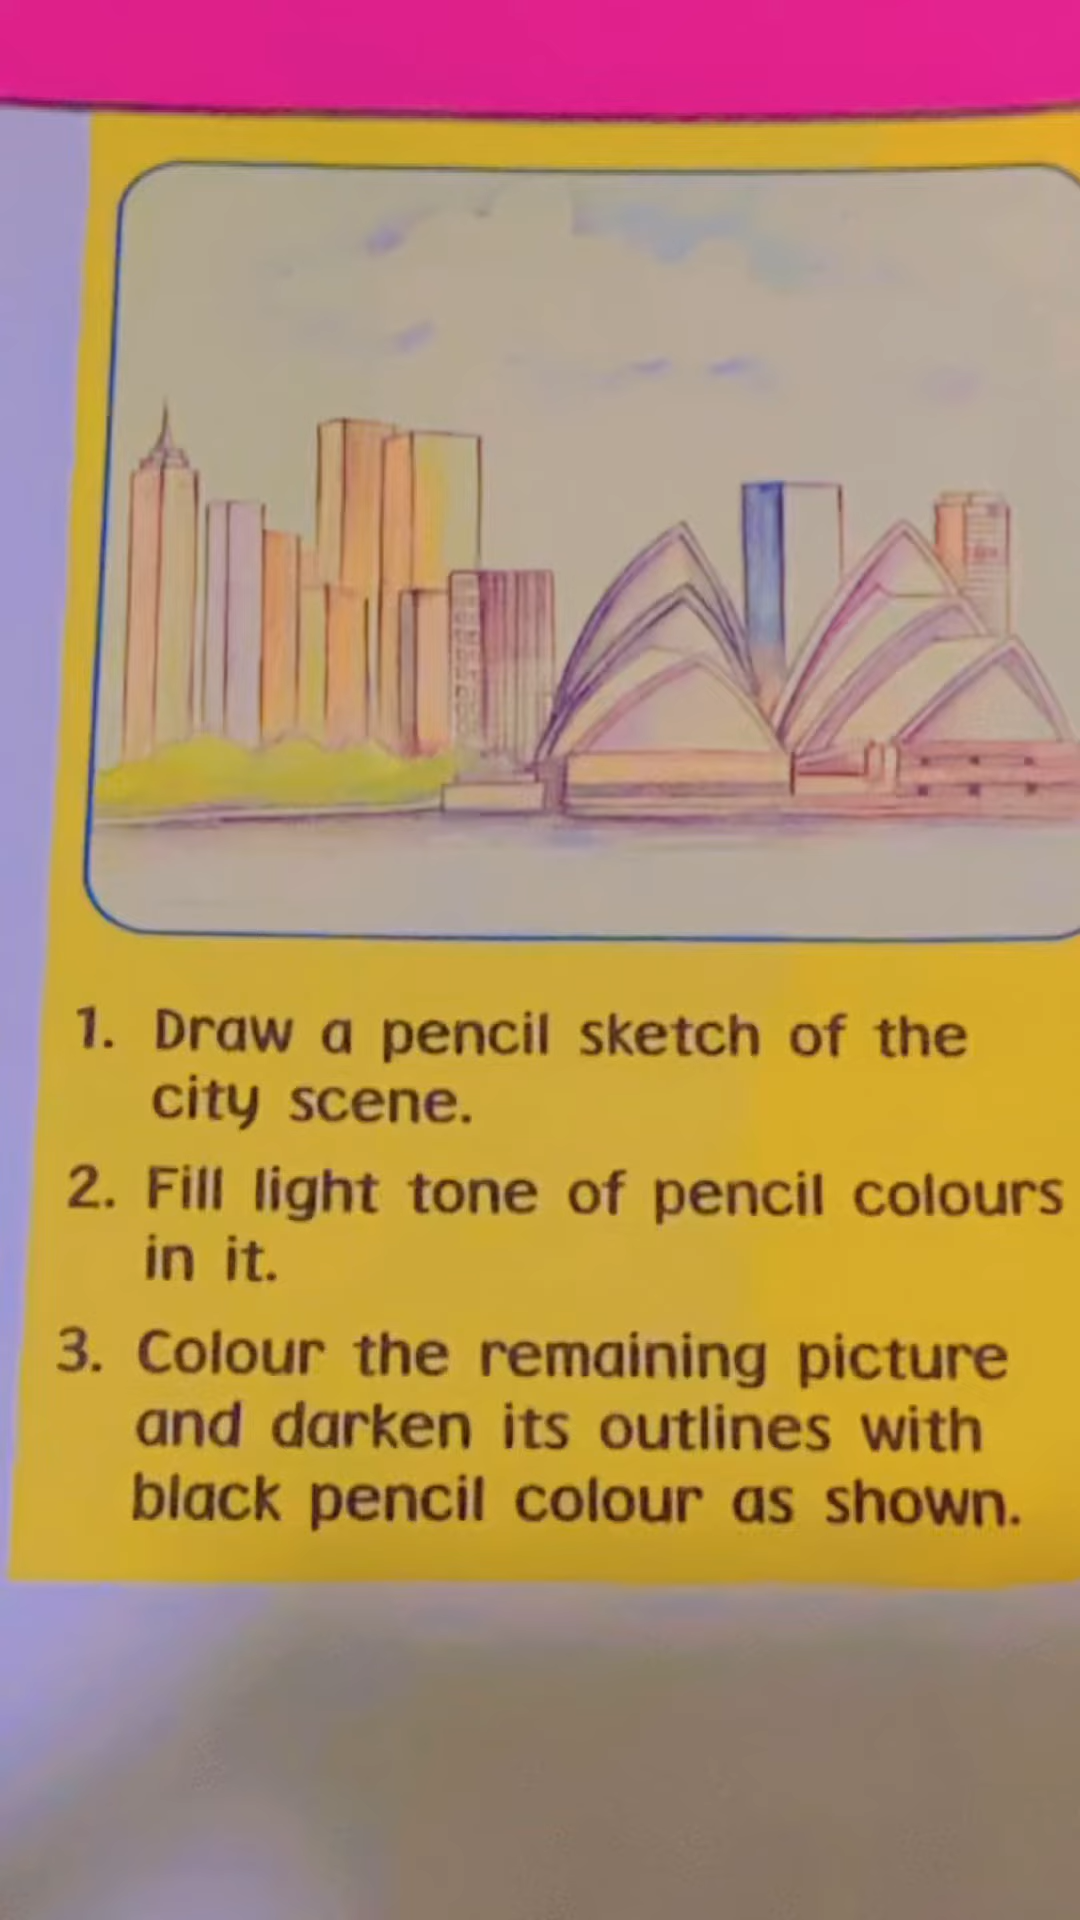 1. Draw a pencil sketch of the
city scene.
2. Fill light tone of pencil colours
in it.
3. Colour the remaining picture
and darken its outlines with
black pencil colour as shown.